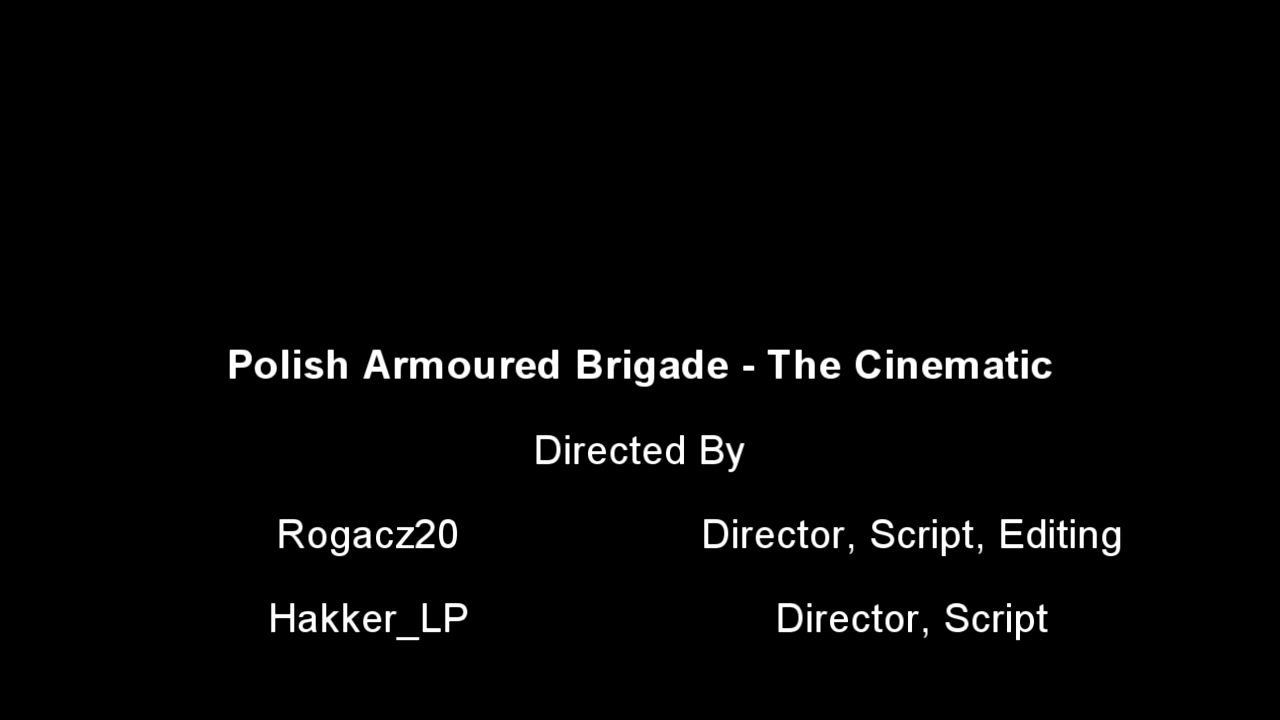 Polish Armoured Brigade - The Cinematic
Directed By
Rogacz20 Director, Script, Editing
Hakker_LP Director, Script